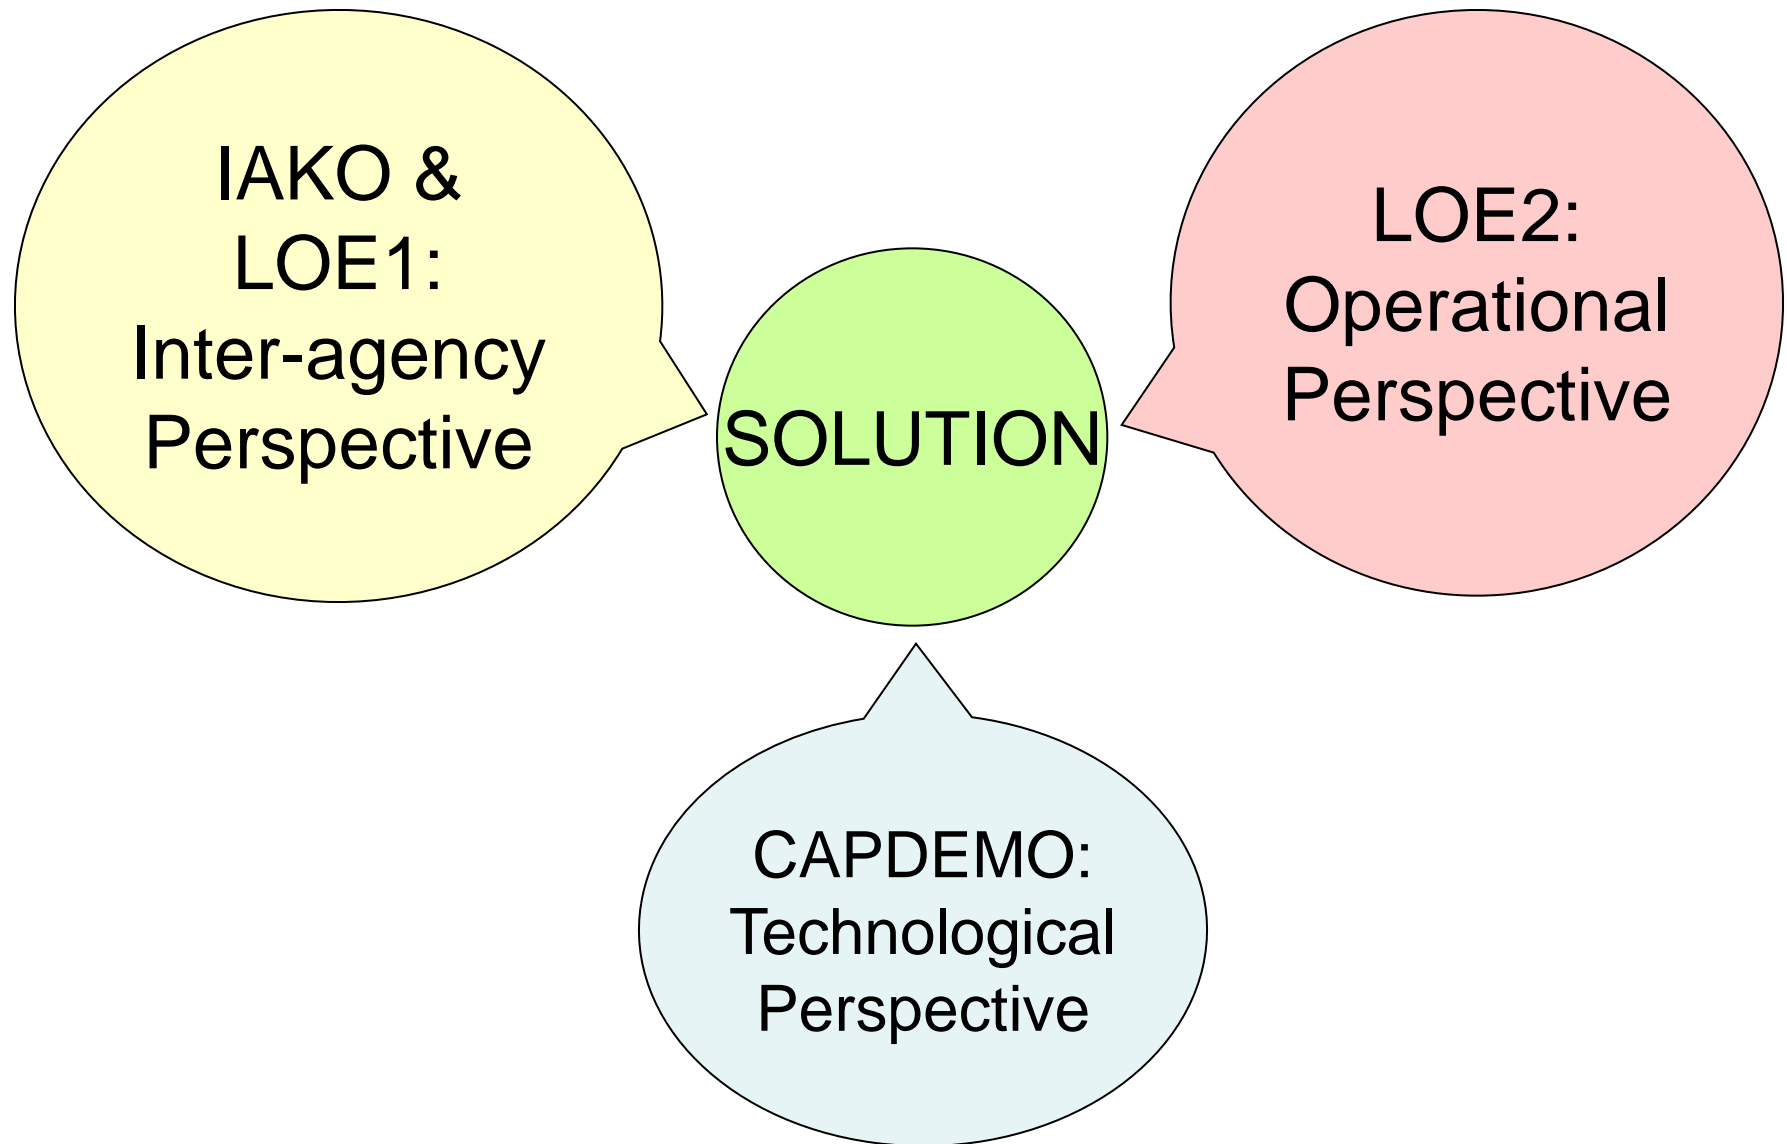 IAKO &
LOE1:
Inter-agency
Perspective
SOLUTION
LOE2:
Operational
Perspective
CAPDEMO:
Technological
Perspective